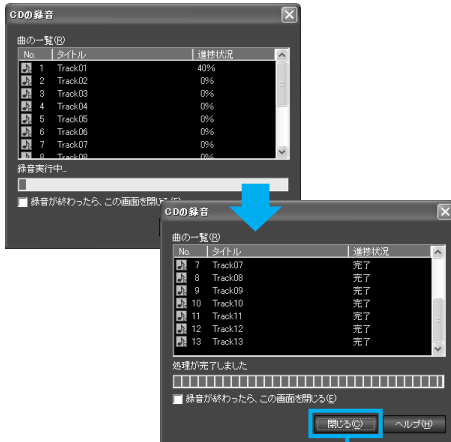 CDの録音
曲の一覧(R)
No. タイトル 進捗状況
1 Track01 40%
2 Track02 0%
3 Track03 0%
4 Track04 0%
5 Track05 0%
6 Track06 0%
7 Track07 0%
8 Track08 0%
録音実行中...
録音が終わったら、この画面を閉じる(E)
CDの録音
曲の一覧(R)
No. タイトル 進捗状況
7 Track07 完了
8 Track08 完了
9 Track09 完了
10 Track10 完了
11 Track11 完了
12 Track12 完了
13 Track13 完了
処理が完了しました
録音が終わったら、この画面を閉じる(E)
閉じる(C) ヘルプ(H)